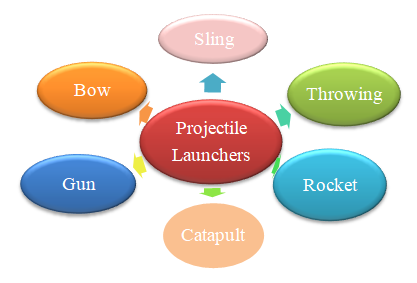 Sling
Bow
Throwing
Projectile
Launchers
Gun
Rocket
Catapult